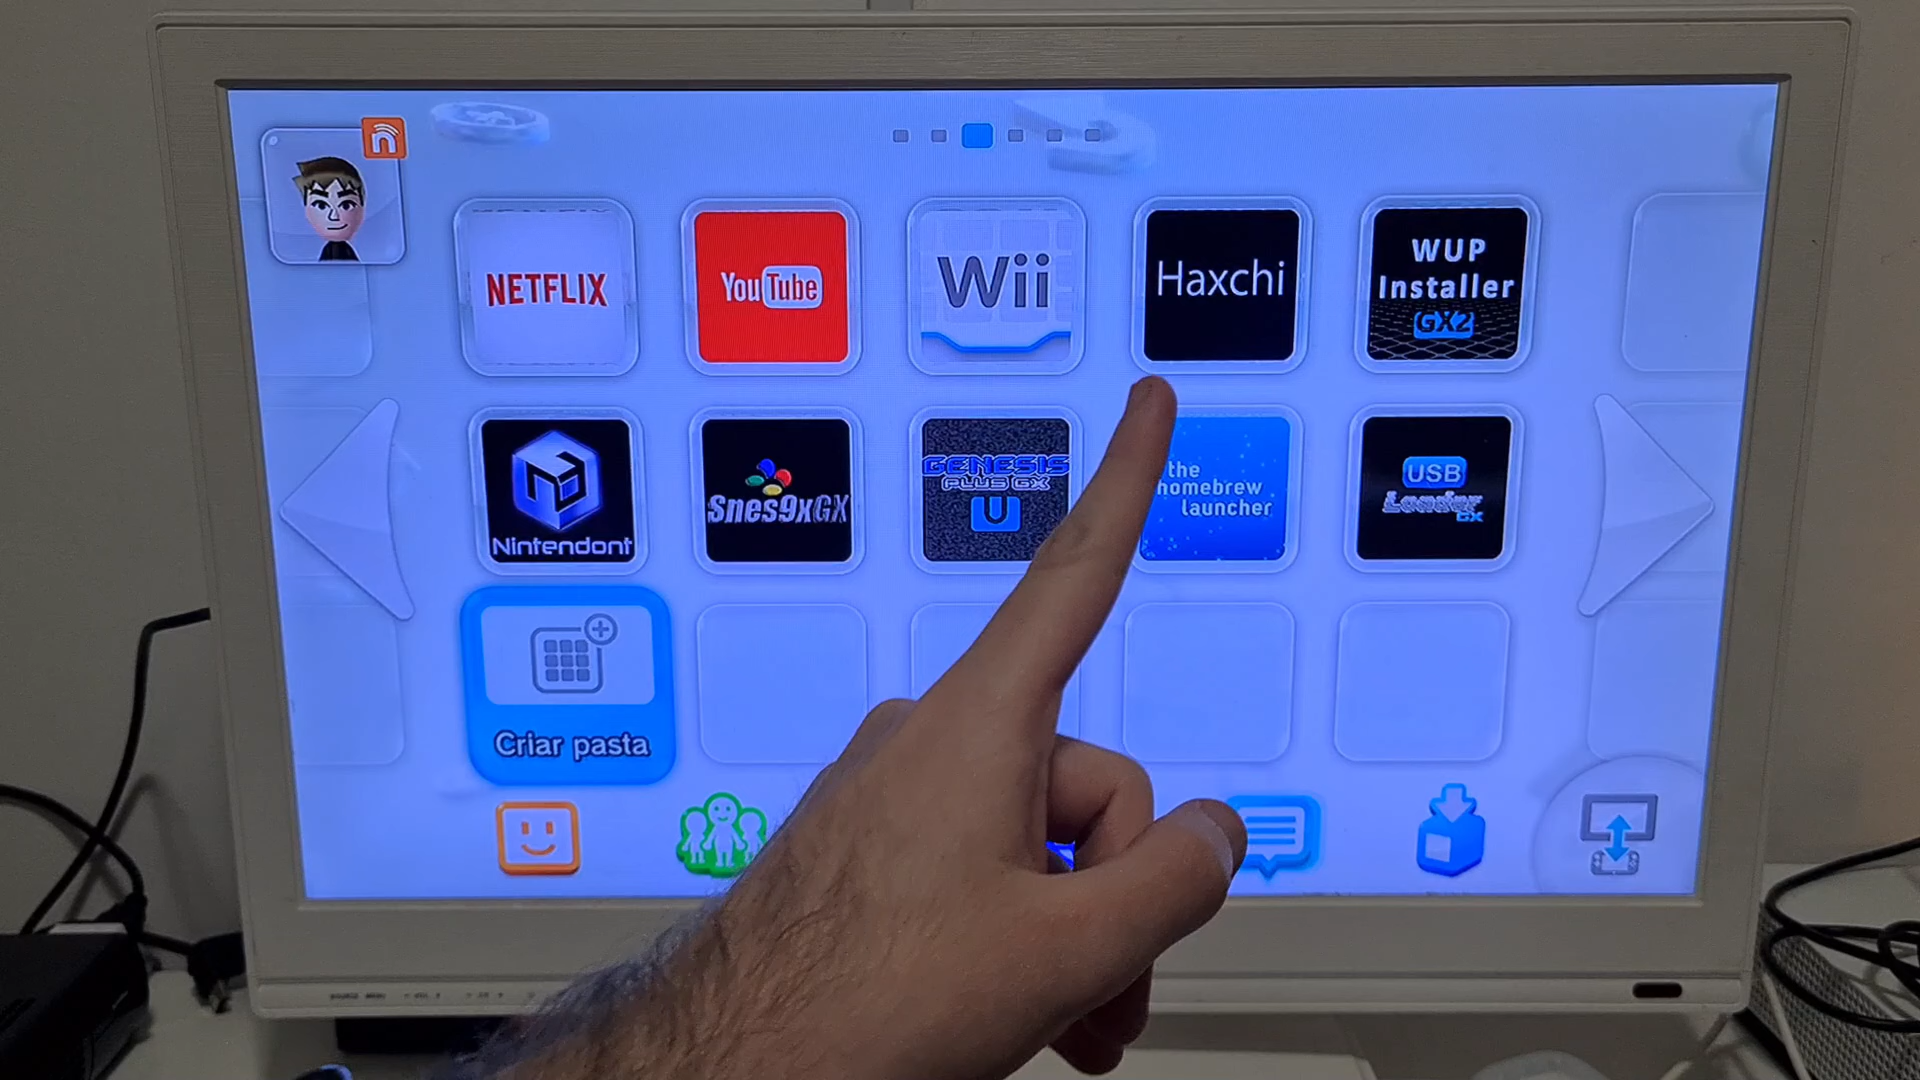 NETFLIX
YouTube
Wii
Haxchi
WUP
Installer
GX2
Nintendont
Snes9xGX
GENESIS
PLUS GX
U
the
homebrew
launcher
USB
Loader
GX
Criar pasta